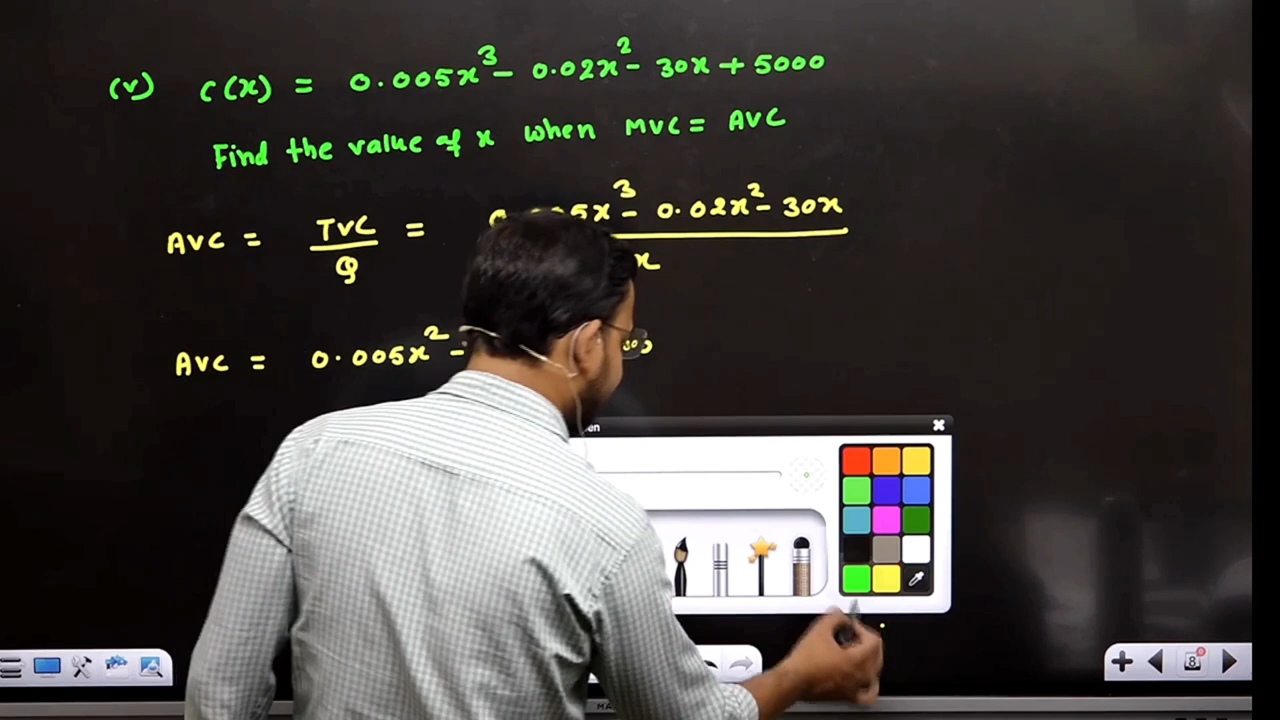 (v) C(x) = 0.005x³ - 0.02x² - 30x + 5000
Find the value of x when MVC = AVC
AVC = TVC / Q = 5x³ - 0.02x² - 30x / x
AVC = 0.005x² -